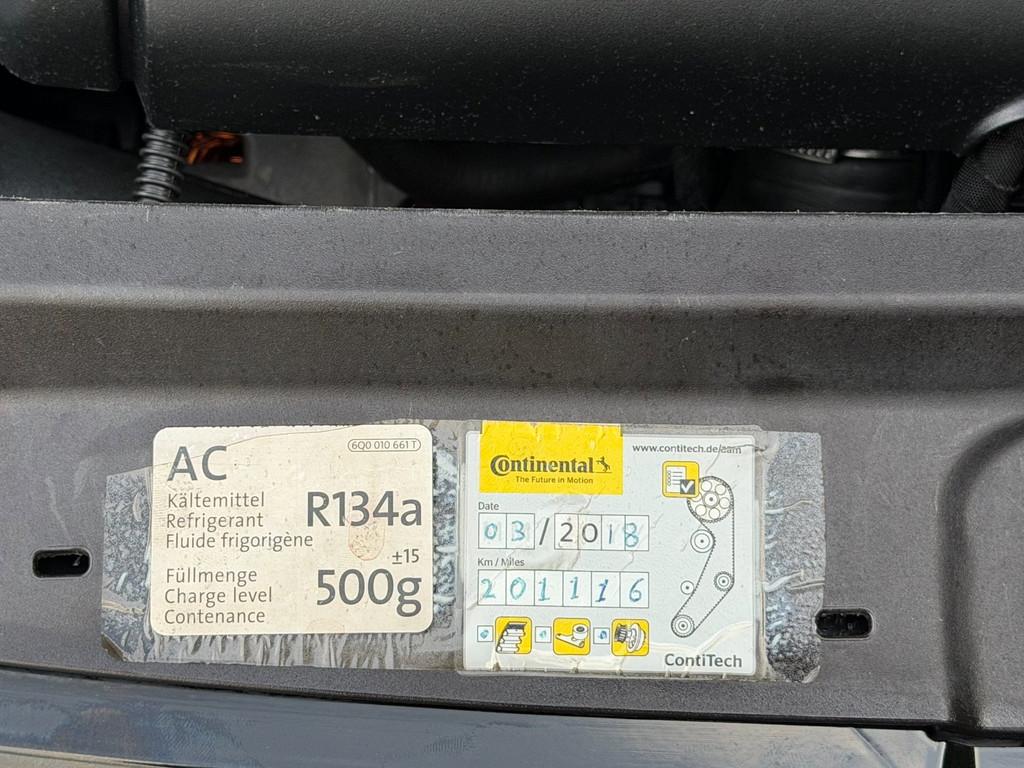 AC
6Q0 010 661 T
Kältemittel
Refrigerant
Fluide frigorigène
R134a
Füllmenge
Charge level
Contenance
±15
500g
Continental
The Future in Motion
www.contitech.de/aam
Date
03/2018
Km / Miles
201116
ContiTech